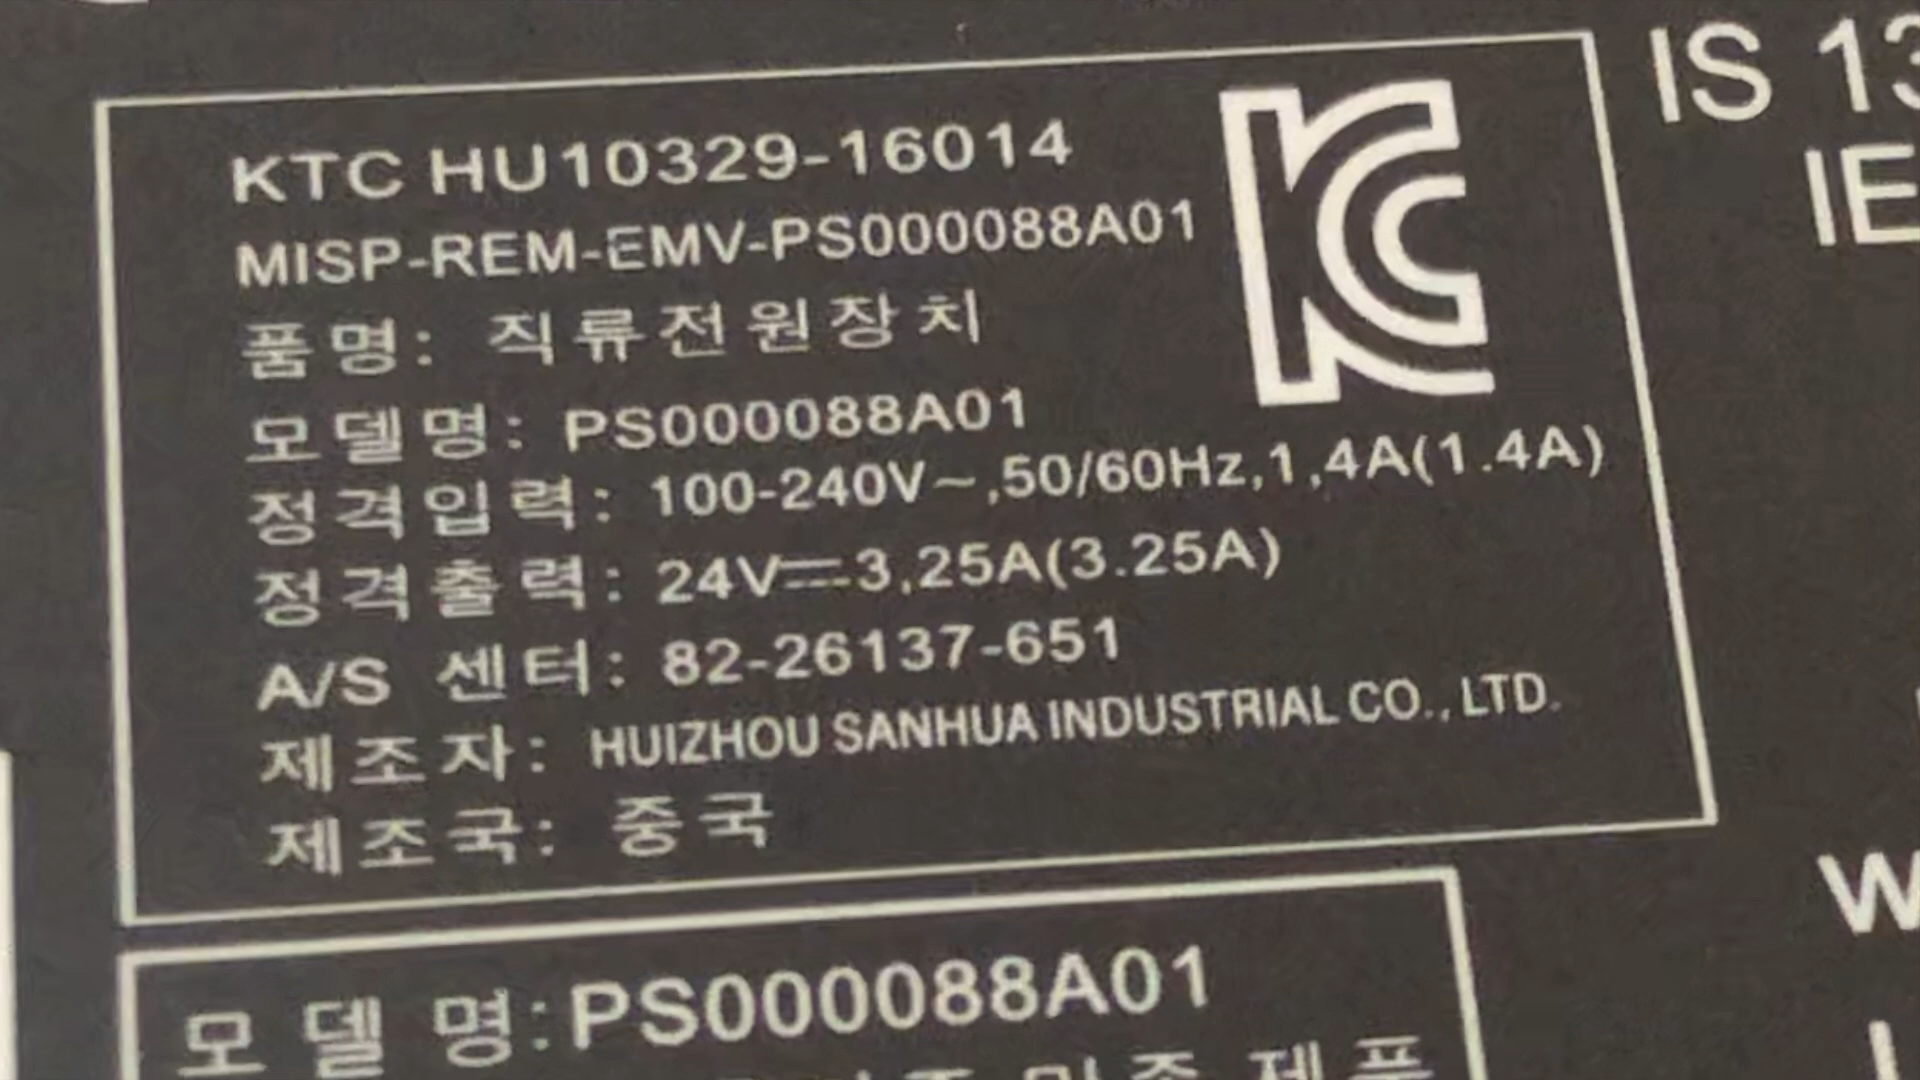 KTC HU10329-16014
MISP-REM-EMV-PS000088A01
품명: 직류전원장치
모델명: PS000088A01
정격입력: 100-240V~,50/60Hz,1,4A(1.4A)
정격출력: 24V⎓3,25A(3.25A)
A/S 센터: 82-26137-651
제조자: HUIZHOU SANHUA INDUSTRIAL CO., LTD.
제조국: 중국
KC
IS 13
IE
모델명:PS000088A01
제품
W